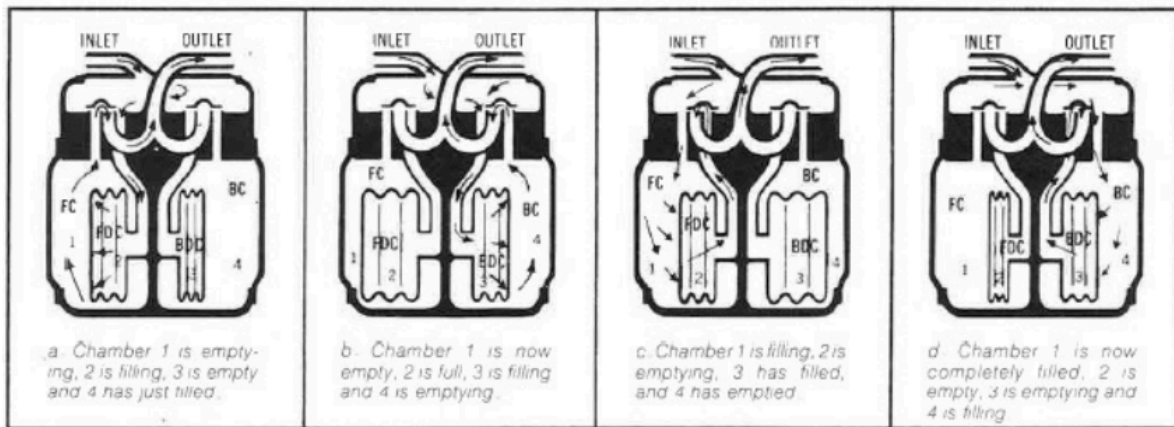 INLET OUTLET
FC
BC
FDC
BDC
1
2
3
4
a. Chamber 1 is empty-
ing, 2 is filling, 3 is empty
and 4 has just filled.
INLET OUTLET
FC
BC
FDC
BDC
1
2
3
4
b. Chamber 1 is now
empty, 2 is full, 3 is filling
and 4 is emptying.
INLET OUTLET
FC
BC
FDC
BDC
1
2
3
4
c. Chamber 1 is filling, 2 is
emptying, 3 has filled,
and 4 has emptied
INLET OUTLET
FC
BC
FDC
BDC
1
2
3
4
d. Chamber 1 is now
completely filled, 2 is
empty, 3 is emptying and
4 is filling